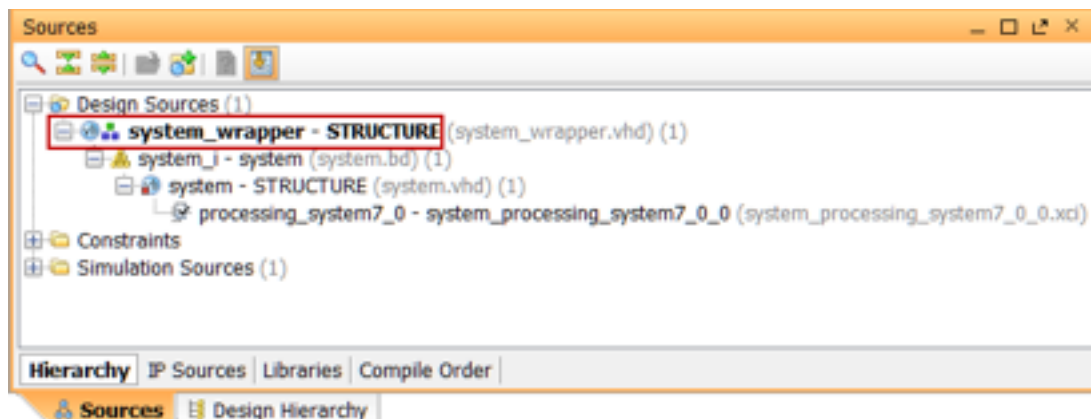 Sources
Design Sources (1)
system_wrapper - STRUCTURE (system_wrapper.vhd) (1)
system_i - system (system.bd) (1)
system - STRUCTURE (system.vhd) (1)
processing_system7_0 - system_processing_system7_0_0 (system_processing_system7_0_0.xci)
Constraints
Simulation Sources (1)
Hierarchy IP Sources Libraries Compile Order
Sources Design Hierarchy